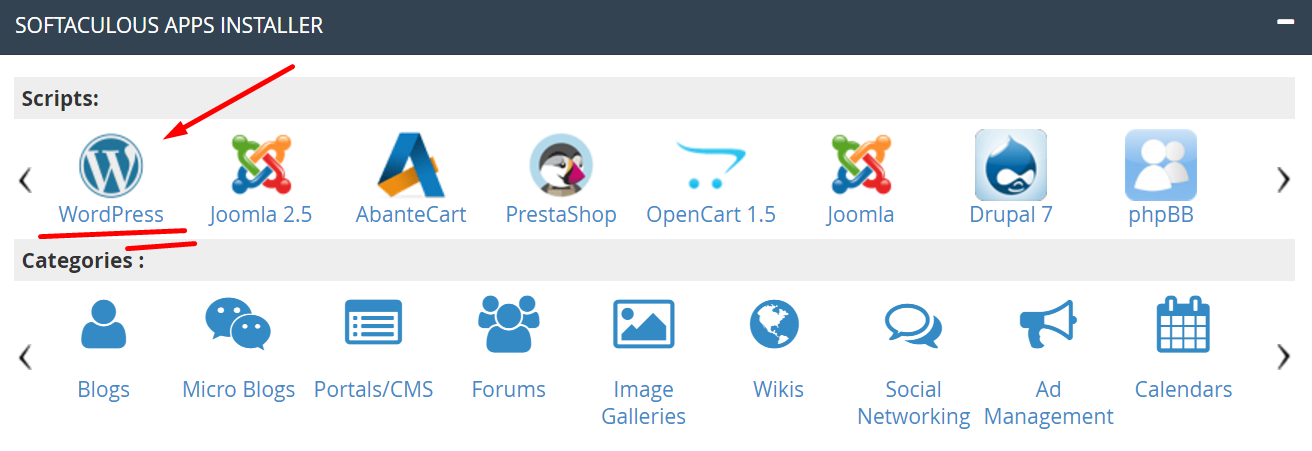 SOFTACULOUS APPS INSTALLER
Scripts:
WordPress Joomla 2.5 AbanteCart PrestaShop OpenCart 1.5 Joomla Drupal 7 phpBB
Categories :
Blogs Micro Blogs Portals/CMS Forums Image Wikis Social Ad Calendars
Galleries Networking Management